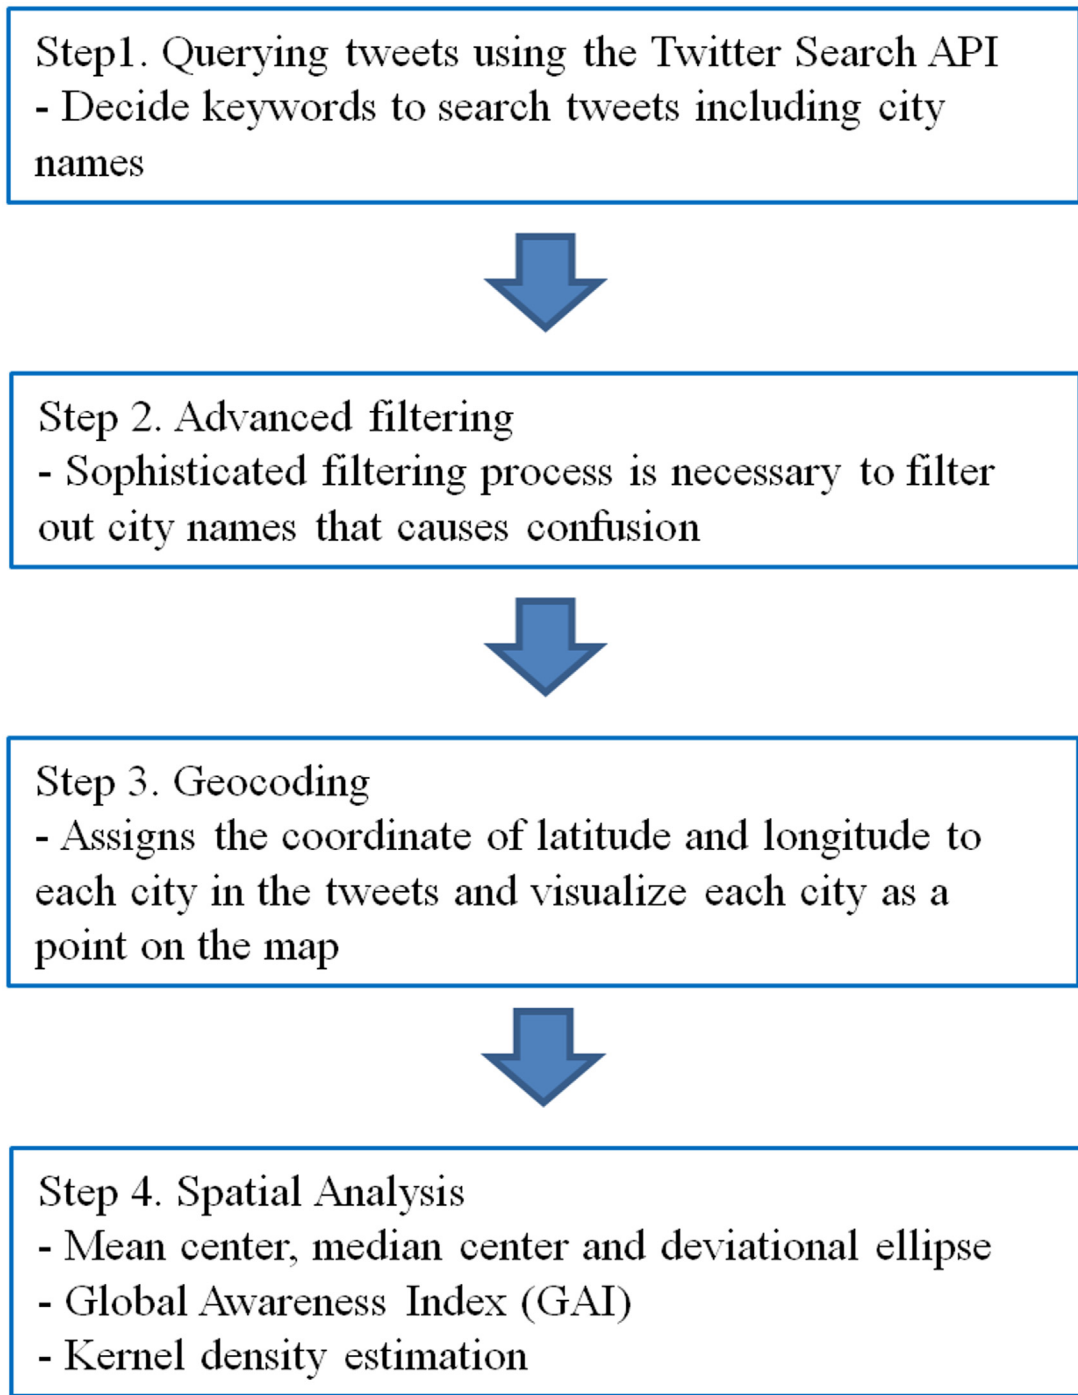 Step1. Querying tweets using the Twitter Search API
- Decide keywords to search tweets including city
names
Step 2. Advanced filtering
- Sophisticated filtering process is necessary to filter
out city names that causes confusion
Step 3. Geocoding
- Assigns the coordinate of latitude and longitude to
each city in the tweets and visualize each city as a
point on the map
Step 4. Spatial Analysis
- Mean center, median center and deviational ellipse
- Global Awareness Index (GAI)
- Kernel density estimation